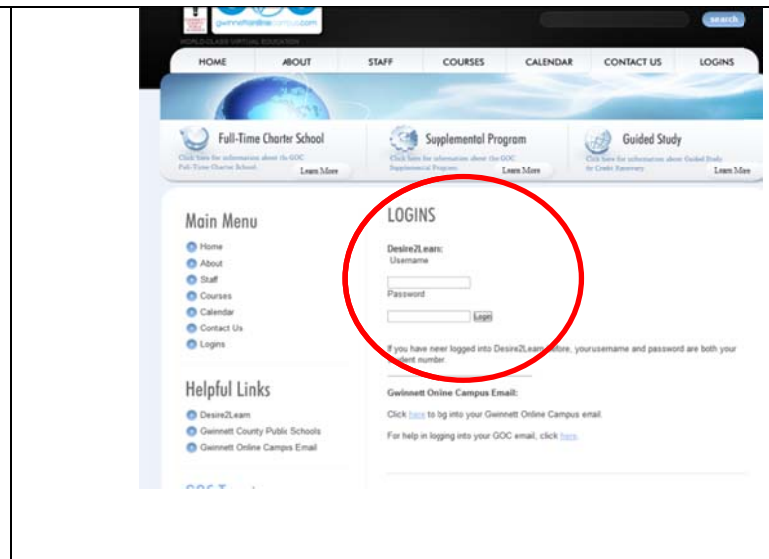 gwinnettonlinecampus.com
WORLD CLASS VIRTUAL EDUCATION
search
HOME ABOUT STAFF COURSES CALENDAR CONTACT US LOGINS
Full-Time Charter School
Click here for information about the GOC
Full-Time Charter School.
Learn More
Supplemental Program
Click here for information about the GOC
Supplemental Program.
Learn More
Guided Study
Click here for information about Guided Study
for Credit Recovery
Learn More
Main Menu
Home
About
Staff
Courses
Calendar
Contact Us
Logins
Helpful Links
Desire2Learn
Gwinnett County Public Schools
Gwinnett Online Campus Email
LOGINS
Desire2Learn:
Username
Password
Login
If you have never logged into Desire2Learn before, your username and password are both your
student number.
Gwinnett Online Campus Email:
Click here to log into your Gwinnett Online Campus email.
For help in logging into your GOC email, click here.